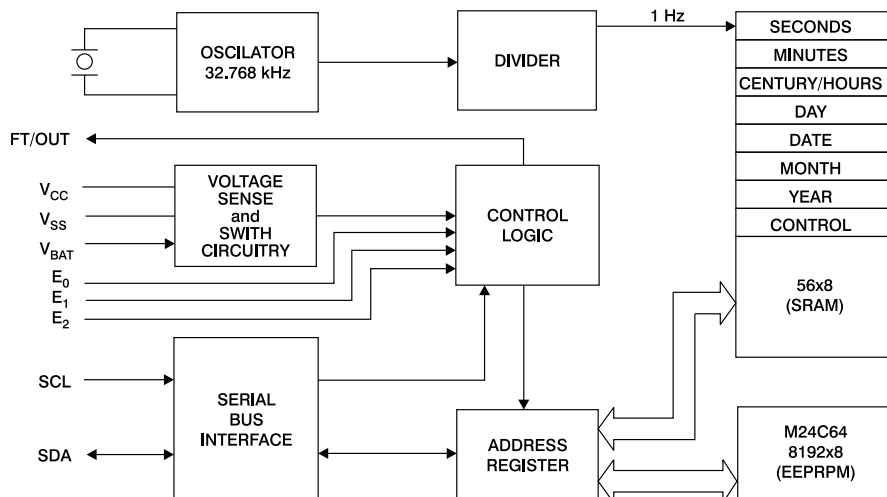 OSCILATOR
32.768 kHz
DIVIDER
1 Hz
SECONDS
MINUTES
CENTURY/HOURS
DAY
DATE
MONTH
YEAR
CONTROL
56x8
(SRAM)
FT/OUT
VCC
VSS
VBAT
VOLTAGE
SENSE
and
SWITH
CIRCUITRY
CONTROL
LOGIC
E0
E1
E2
SCL
SDA
SERIAL
BUS
INTERFACE
ADDRESS
REGISTER
M24C64
8192x8
(EEPRPM)